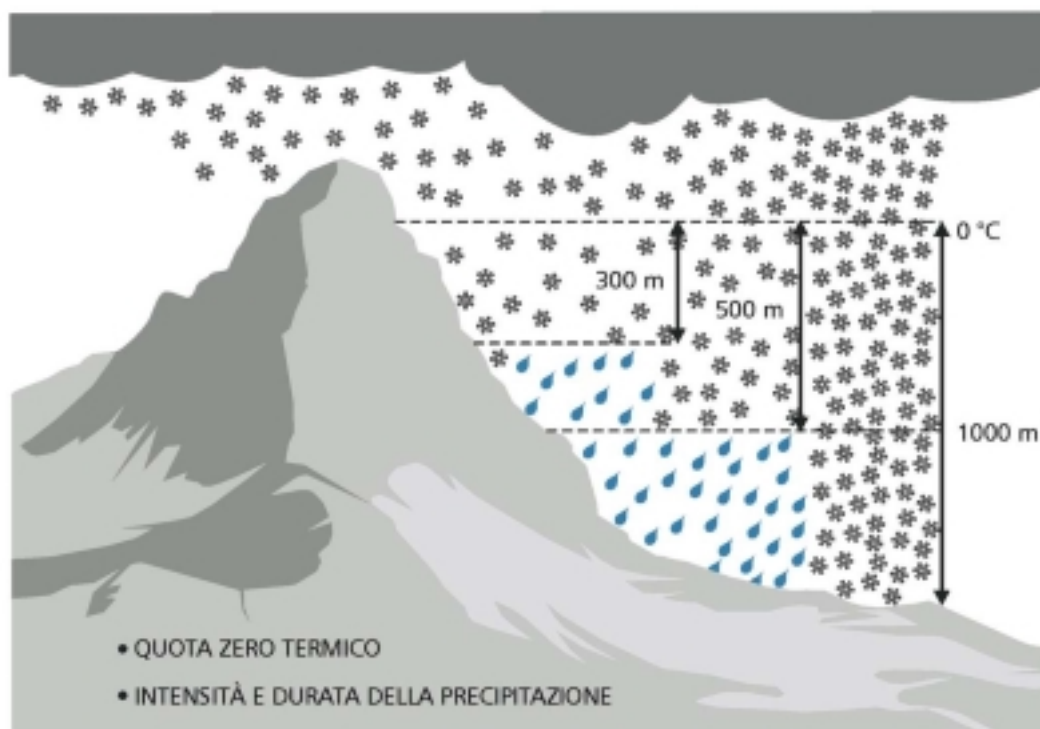 0 °C
300 m
500 m
1000 m
• QUOTA ZERO TERMICO
• INTENSITÀ E DURATA DELLA PRECIPITAZIONE